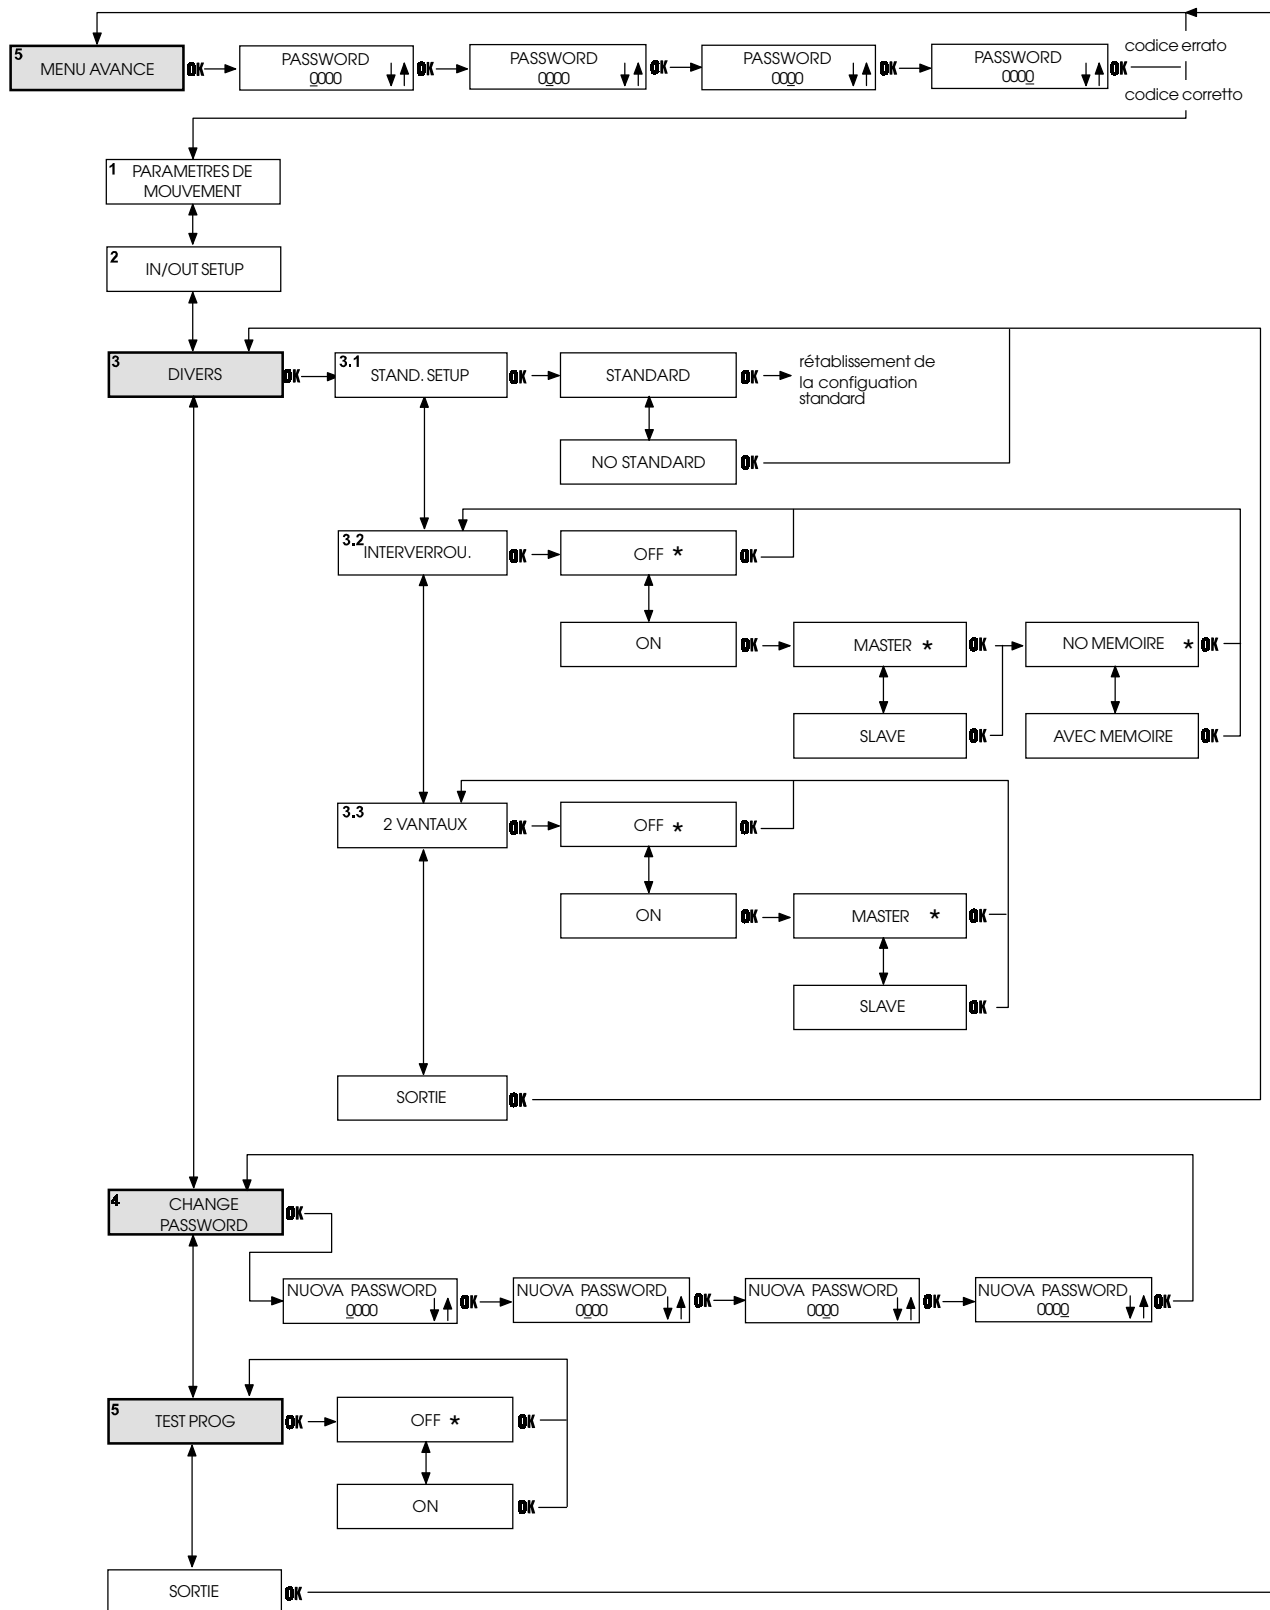 5
MENU AVANCE
OK
PASSWORD
0000
OK
PASSWORD
0000
OK
PASSWORD
0000
OK
PASSWORD
0000
OK
codice errato
codice corretto
1
PARAMETRES DE
MOUVEMENT
2
IN/OUT SETUP
3
DIVERS
OK
3.1
STAND. SETUP
OK
STANDARD
OK
rétablissement de
la configuation
standard
NO STANDARD
OK
3.2
INTERVERROU.
OK
OFF *
OK
ON
OK
MASTER *
OK
NO MEMOIRE *
OK
SLAVE
OK
AVEC MEMOIRE
OK
3.3
2 VANTAUX
OK
OFF *
OK
ON
OK
MASTER *
OK
SLAVE
OK
SORTIE
OK
4
CHANGE
PASSWORD
OK
NUOVA PASSWORD
0000
OK
NUOVA PASSWORD
0000
OK
NUOVA PASSWORD
0000
OK
NUOVA PASSWORD
0000
OK
5
TEST PROG
OK
OFF *
OK
ON
OK
SORTIE
OK